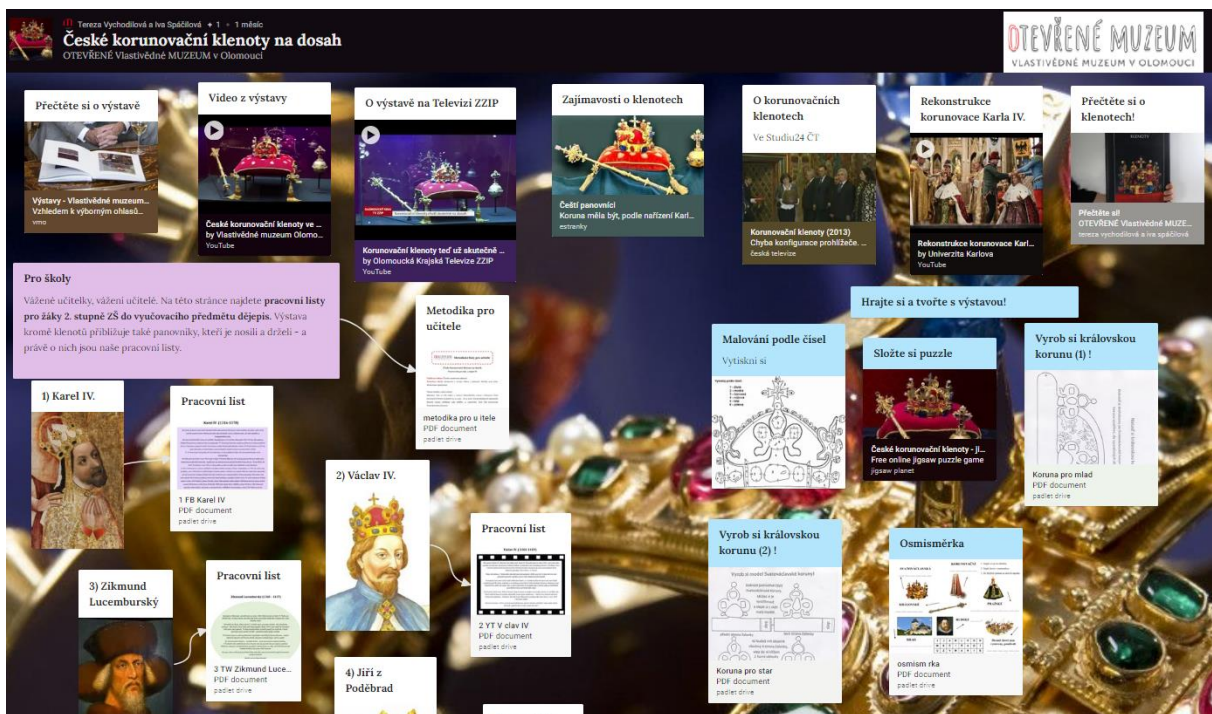 Tereza Vychodilová a Iva Spáčilová + 1 • 1 měsíc
České korunovační klenoty na dosah
OTEVŘENÉ Vlastivědné MUZEUM v Olomouci
OTEVŘENÉ MUZEUM
VLASTIVĚDNÉ MUZEUM V OLOMOUCI
Přečtěte si o výstavě
Výstavy - Vlastivědné muzeum...
Vzhledem k výborným ohlasů...
vmo
Video z výstavy
České korunovační klenoty ve ...
by Vlastivědné muzeum Olomo...
YouTube
O výstavě na Televizi ZZIP
Korunovační klenoty teď už skutečně ...
by Olomoucká Krajská Televize ZZIP
YouTube
Zajímavosti o klenotech
Čeští panovníci
Koruna měla být, podle nařízení Karl...
estranky
O korunovačních
klenotech
Ve Studiu24 ČT
Korunovační klenoty (2013)
Chyba konfigurace prohlížeče. ...
česká televize
Rekonstrukce
korunovace Karla IV.
Rekonstrukce korunovace Karl...
by Univerzita Karlova
YouTube
Přečtěte si o
klenotech!
KLENOTY
Přečtěte si!
OTEVŘENÉ Vlastivědné MUZE...
tereza vychodilová a iva spáčilová
Pro školy
Vážené učitelky, vážení učitelé. Na této stránce najdete pracovní listy
pro žáky 2. stupně ZŠ do vyučovacího předmětu dějepis. Výstava
kromě klenotů přibližuje také panovníky, kteří je nosili a drželi - a
právě o nich jsou naše pracovní listy.
Metodika pro
učitele
metodika pro u itele
PDF document
padlet drive
1) Karel IV.
Pracovní list
1 FB Karel IV
PDF document
padlet drive
2) Václav IV.
Pracovní list
2 YT V clav IV
PDF document
padlet drive
3) Zikmund
Lucemburský
Pracovní list
3 TW Zikmund Luce...
PDF document
padlet drive
4) Jiří z
Poděbrad
Hrajte si a tvořte s výstavou!
Malování podle čísel
Vytiskni si
Složte si puzzle
České korunovační klenoty - ji...
Free online jigsaw puzzle game
jigsaw planet
Vyrob si královskou
korunu (1) !
Koruna pro mlad
PDF document
padlet drive
Vyrob si královskou
korunu (2) !
Vyrob si model Svatováclavské koruny!
Koruna pro star
PDF document
padlet drive
Osmisměrka
osmism rka
PDF document
padlet drive